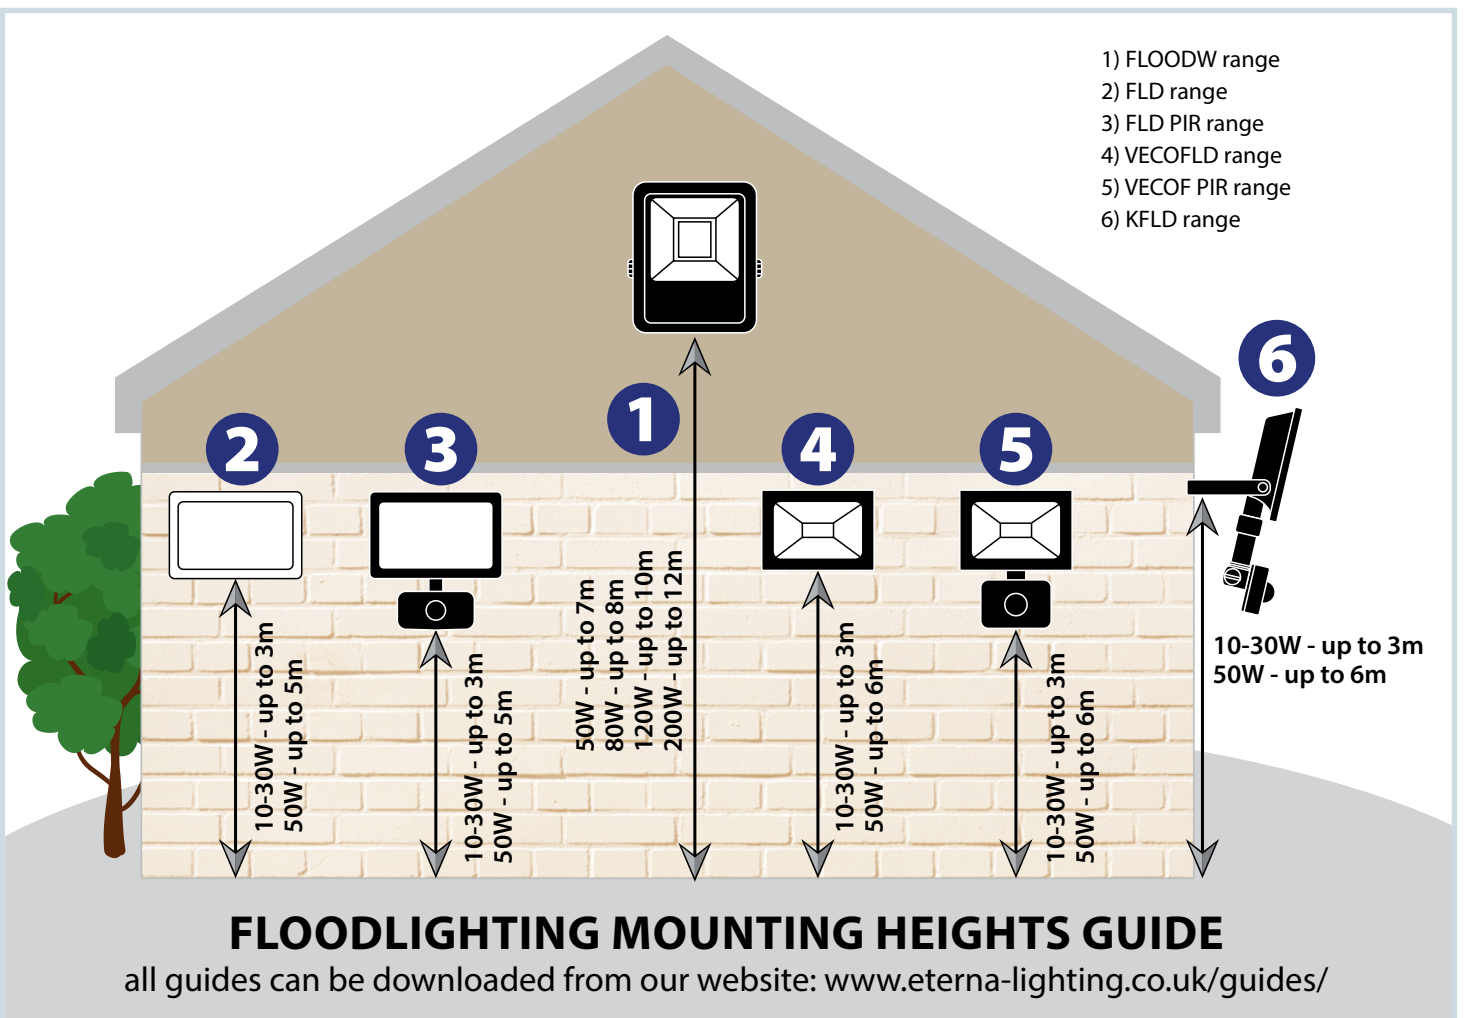 1) FLOODW range
2) FLD range
3) FLD PIR range
4) VECOFLD range
5) VECOF PIR range
6) KFLD range
6
1
2
3
4
5
10-30W - up to 3m
50W - up to 5m
10-30W - up to 3m
50W - up to 5m
50W - up to 7m
80W - up to 8m
120W - up to 10m
200W - up to 12m
10-30W - up to 3m
50W - up to 6m
10-30W - up to 3m
50W - up to 6m
10-30W - up to 3m
50W - up to 6m
FLOODLIGHTING MOUNTING HEIGHTS GUIDE
all guides can be downloaded from our website: www.eterna-lighting.co.uk/guides/